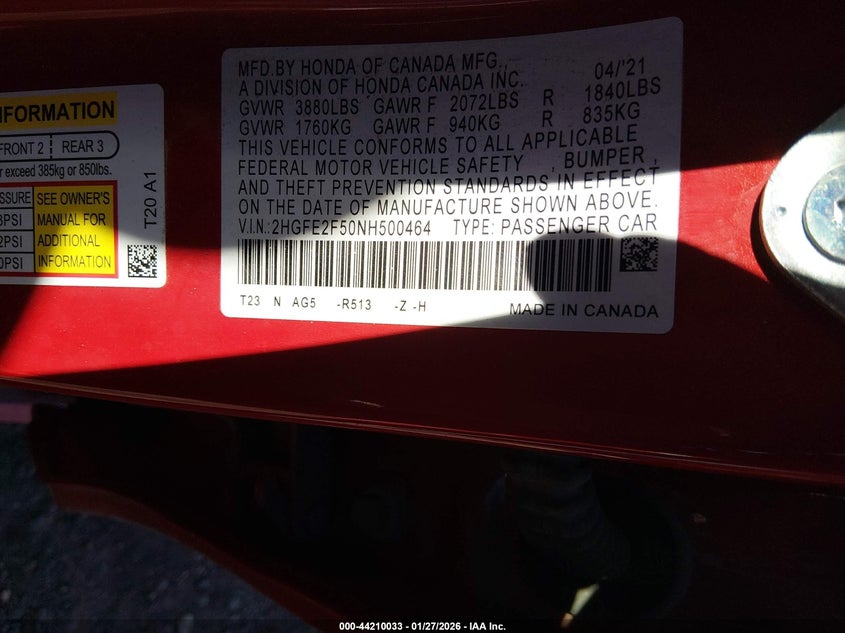 INFORMATION
FRONT 2 | REAR 3
exceed 385kg or 850lbs.
SEE OWNER'S
MANUAL FOR
ADDITIONAL
INFORMATION
T20 A1
MFD.BY HONDA OF CANADA MFG., 04/'21
A DIVISION OF HONDA CANADA INC.
GVWR 3880LBS GAWR F 2072LBS R 1840LBS
GVWR 1760KG GAWR F 940KG R 835KG
THIS VEHICLE CONFORMS TO ALL APPLICABLE
FEDERAL MOTOR VEHICLE SAFETY , BUMPER ,
AND THEFT PREVENTION STANDARDS IN EFFECT
ON THE DATE OF MANUFACTURE SHOWN ABOVE.
V.I.N.:2HGFE2F50NH500464 TYPE: PASSENGER CAR
T23 N AG5 -R513 -Z -H MADE IN CANADA
000-44210033 — 01/27/2026 — IAA Inc.